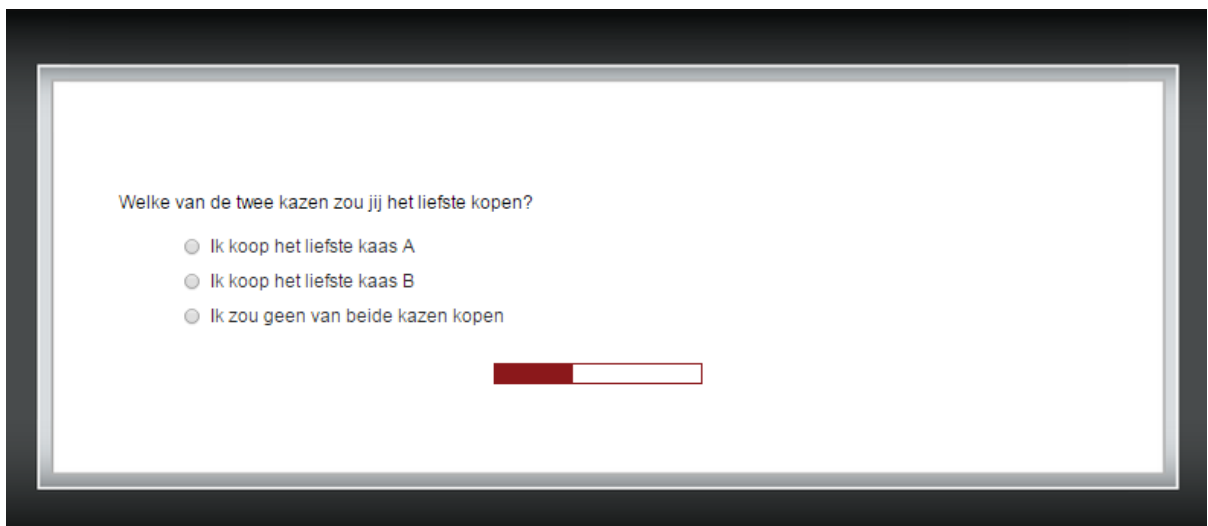 Welke van de twee kazen zou jij het liefste kopen?
Ik koop het liefste kaas A
Ik koop het liefste kaas B
Ik zou geen van beide kazen kopen